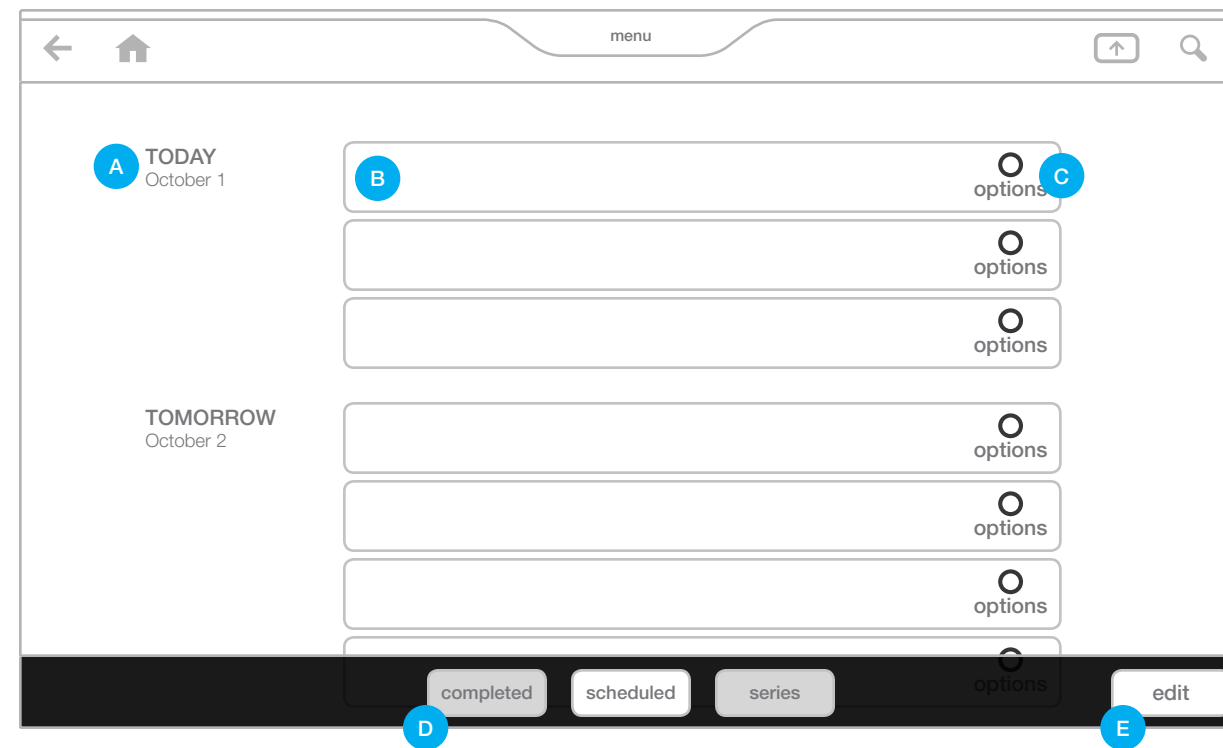 menu
A
TODAY
October 1
B
options
C
options
options
TOMORROW
October 2
options
options
options
options
completed
scheduled
series
edit
D
E